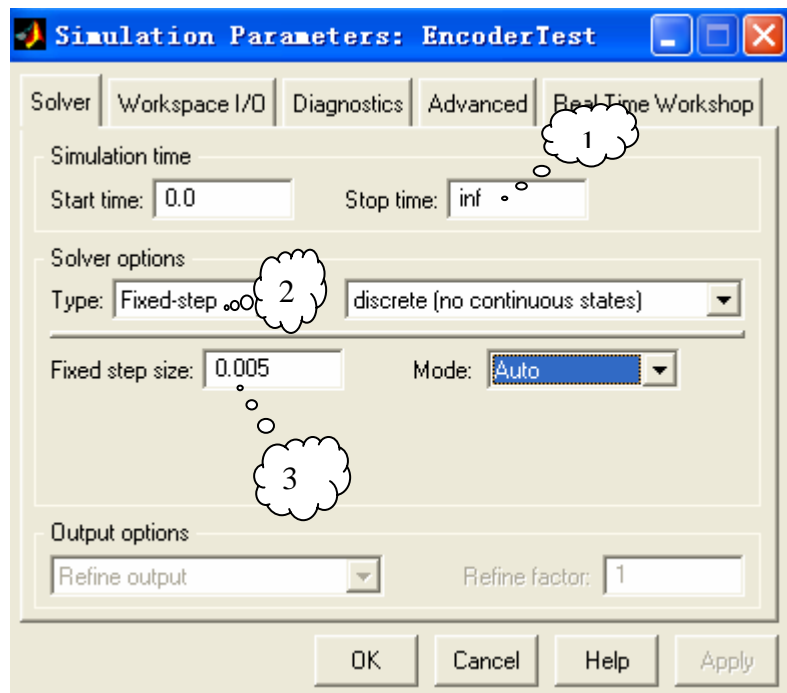 Simulation Parameters: EncoderTest
Solver Workspace I/O Diagnostics Advanced Real-Time Workshop
1
Simulation time
Start time: 0.0 Stop time: inf
Solver options
Type: Fixed-step 2 discrete (no continuous states)
Fixed step size: 0.005 Mode: Auto
3
Output options
Refine output Refine factor: 1
OK Cancel Help Apply